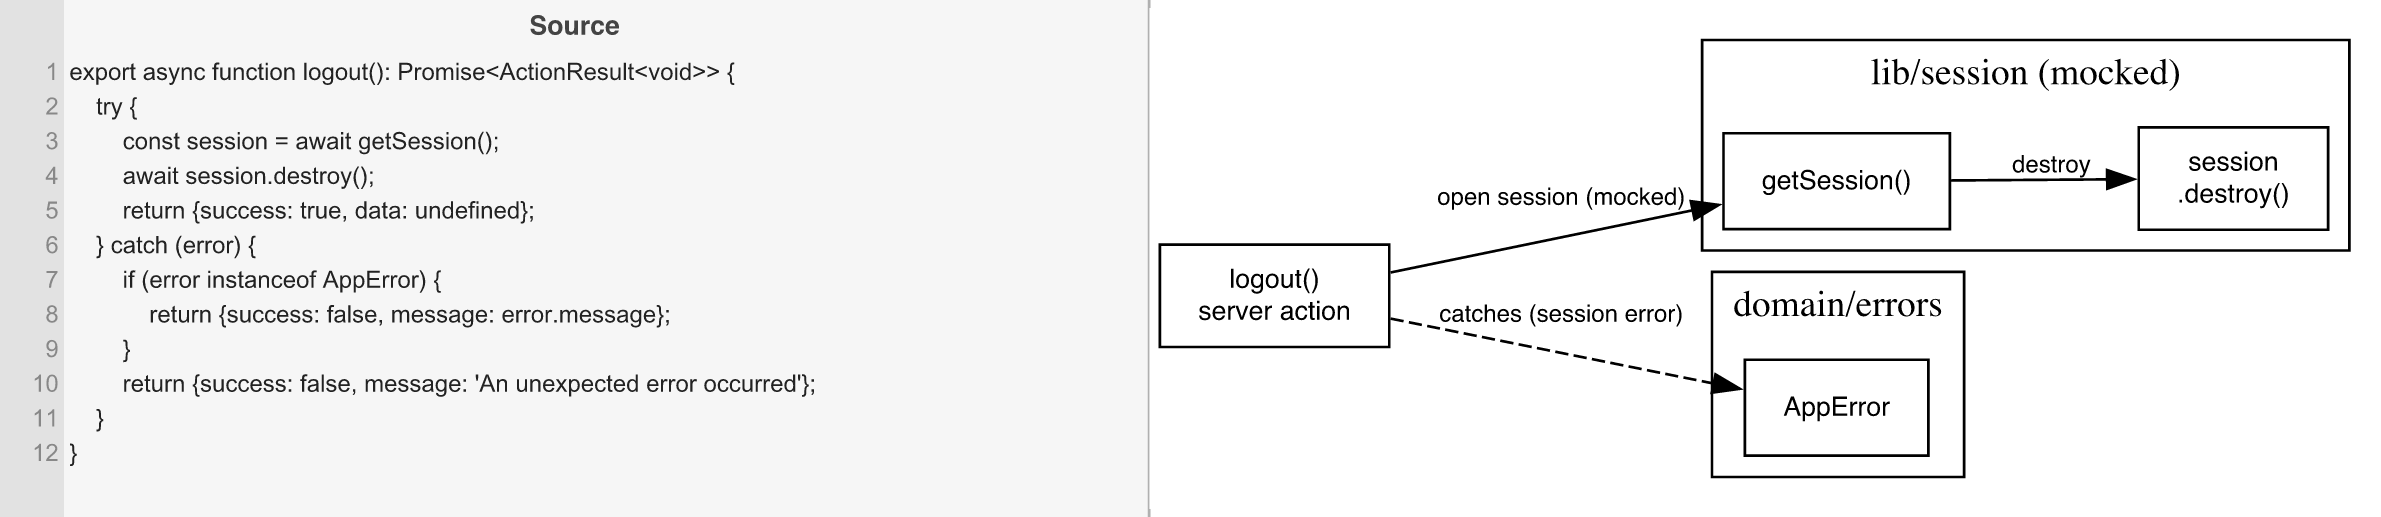 Source
1 export async function logout(): Promise<ActionResult<void>> {
2 try {
3 const session = await getSession();
4 await session.destroy();
5 return {success: true, data: undefined};
6 } catch (error) {
7 if (error instanceof AppError) {
8 return {success: false, message: error.message};
9 }
10 return {success: false, message: 'An unexpected error occurred'};
11 }
12 }
lib/session (mocked)
getSession()
destroy
session
.destroy()
open session (mocked)
logout()
server action
catches (session error)
domain/errors
AppError